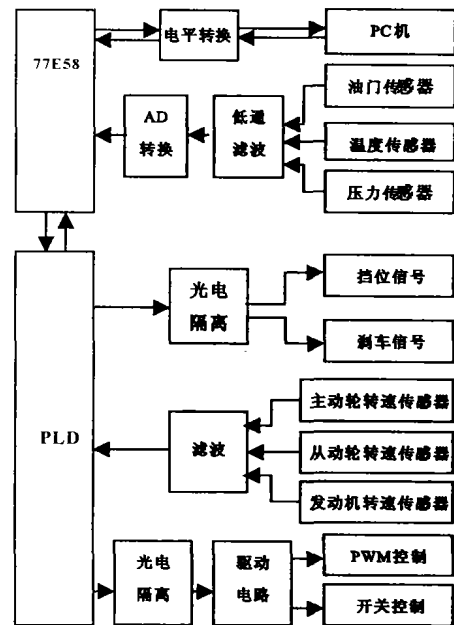 77E58
电平转换
PC机
AD
转换
低通
滤波
油门传感器
温度传感器
压力传感器
PLD
光电
隔离
挡位信号
刹车信号
滤波
主动轮转速传感器
从动轮转速传感器
发动机转速传感器
光电
隔离
驱动
电路
PWM控制
开关控制